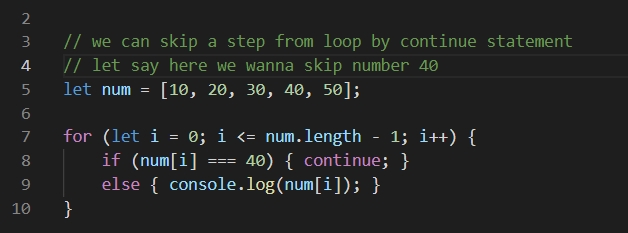 2
3 // we can skip a step from loop by continue statement
4 // let say here we wanna skip number 40
5 let num = [10, 20, 30, 40, 50];
6
7 for (let i = 0; i <= num.length - 1; i++) {
8 if (num[i] === 40) { continue; }
9 else { console.log(num[i]); }
10 }